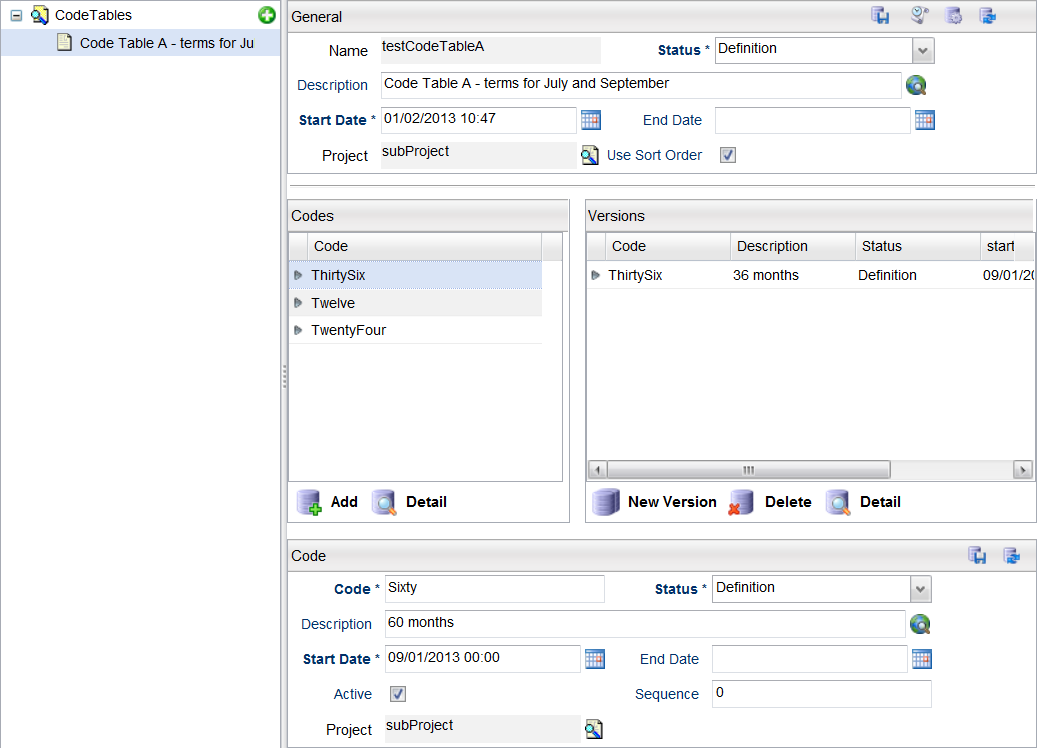 CodeTables
Code Table A - terms for Ju
General
Name testCodeTableA Status * Definition
Description Code Table A - terms for July and September
Start Date * 01/02/2013 10:47 End Date
Project subProject Use Sort Order
Codes
Code
ThirtySix
Twelve
TwentyFour
Add Detail
Versions
Code Description Status start
ThirtySix 36 months Definition 09/01/20
New Version Delete Detail
Code
Code * Sixty Status * Definition
Description 60 months
Start Date * 09/01/2013 00:00 End Date
Active Sequence 0
Project subProject